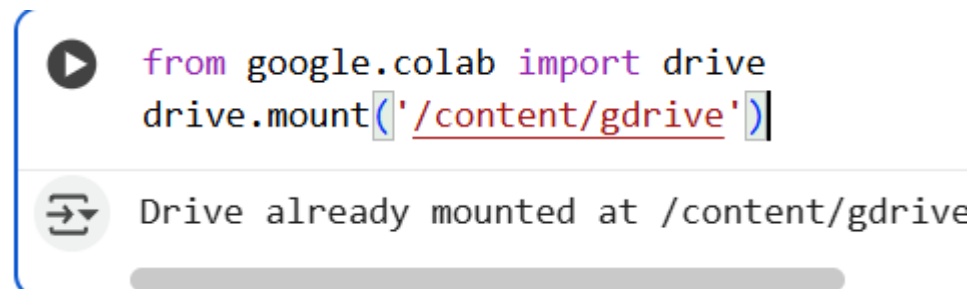 from google.colab import drive
drive.mount('/content/gdrive')
Drive already mounted at /content/gdrive